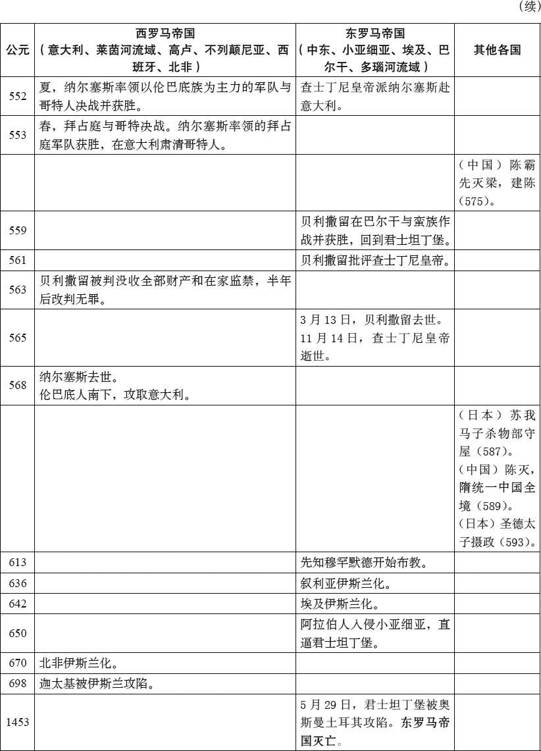 （续）
公元
西罗马帝国
（意大利、莱茵河流域、高卢、不列颠尼亚、西
班牙、北非）
东罗马帝国
（中东、小亚细亚、埃及、巴
尔干、多瑙河流域）
其他各国
552
夏，纳尔塞斯率领以伦巴底族为主力的军队与
哥特人决战并获胜。
查士丁尼皇帝派纳尔塞斯赴
意大利。
553
春，拜占庭与哥特决战。纳尔塞斯率领的拜占
庭军队获胜，在意大利肃清哥特人。
（中国）陈霸
先灭梁，建陈
（575）。
559
贝利撒留在巴尔干与蛮族作
战并获胜，回到君士坦丁堡。
561
贝利撒留批评查士丁尼皇帝。
563
贝利撒留被判没收全部财产和在家监禁，半年
后改判无罪。
565
3 月 13 日，贝利撒留去世。
11 月 14 日，查士丁尼皇帝
逝世。
568
纳尔塞斯去世。
伦巴底人南下，攻取意大利。
（日本）苏我
马子杀物部守
屋（587）。
（中国）陈灭，
隋统一中国全
境（589）。
（日本）圣德太
子摄政（593）。
613
先知穆罕默德开始布教。
636
叙利亚伊斯兰化。
642
埃及伊斯兰化。
650
阿拉伯人入侵小亚细亚，直
逼君士坦丁堡。
670
北非伊斯兰化。
698
迦太基被伊斯兰攻陷。
1453
5 月 29 日，君士坦丁堡被奥
斯曼土耳其攻陷。东罗马帝
国灭亡。